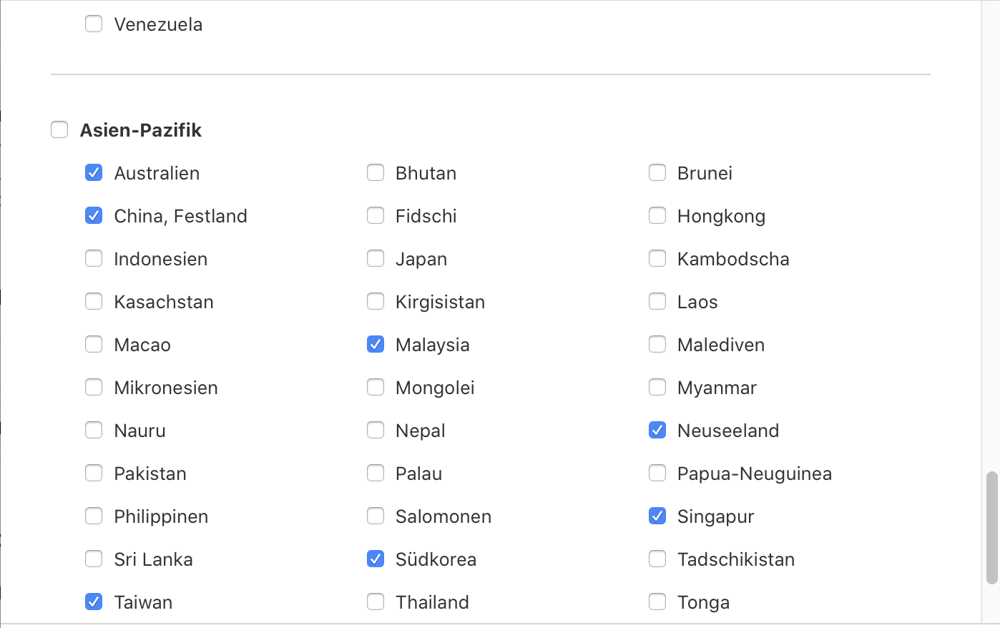 Venezuela
Asien-Pazifik
Australien Bhutan Brunei
China, Festland Fidschi Hongkong
Indonesien Japan Kambodscha
Kasachstan Kirgisistan Laos
Macao Malaysia Malediven
Mikronesien Mongolei Myanmar
Nauru Nepal Neuseeland
Pakistan Palau Papua-Neuguinea
Philippinen Salomonen Singapur
Sri Lanka Südkorea Tadschikistan
Taiwan Thailand Tonga